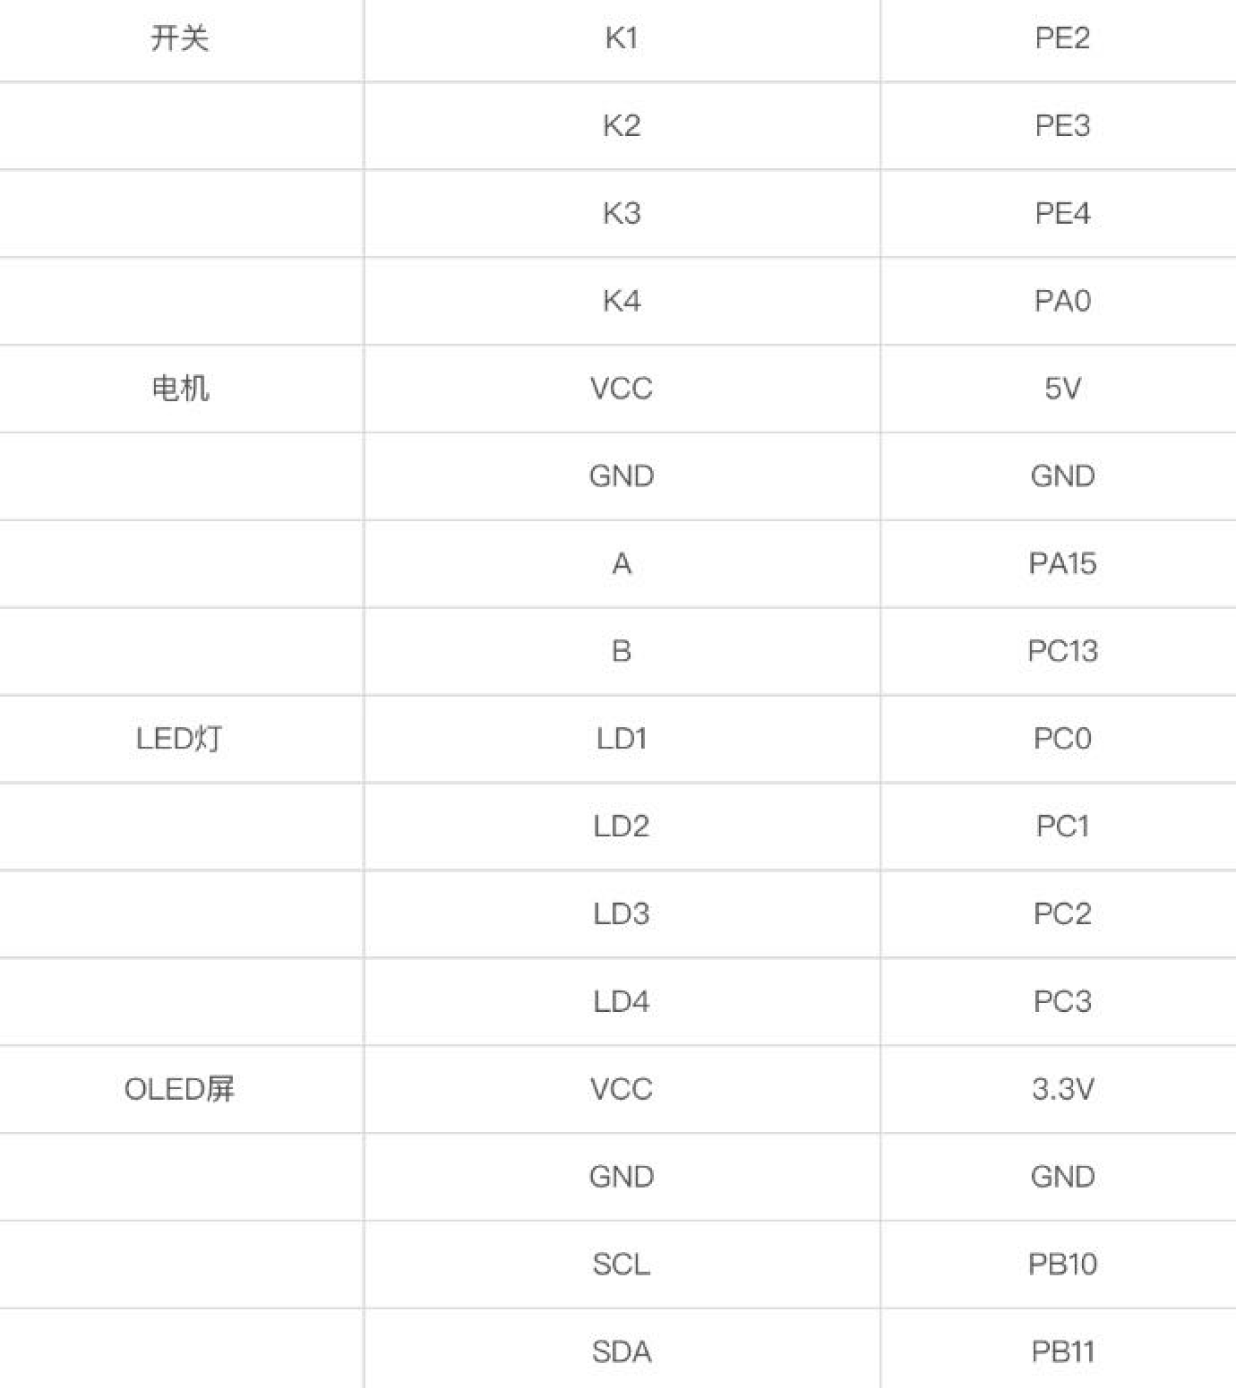 开关 K1 PE2
K2 PE3
K3 PE4
K4 PA0
电机 VCC 5V
GND GND
A PA15
B PC13
LED灯 LD1 PC0
LD2 PC1
LD3 PC2
LD4 PC3
OLED屏 VCC 3.3V
GND GND
SCL PB10
SDA PB11